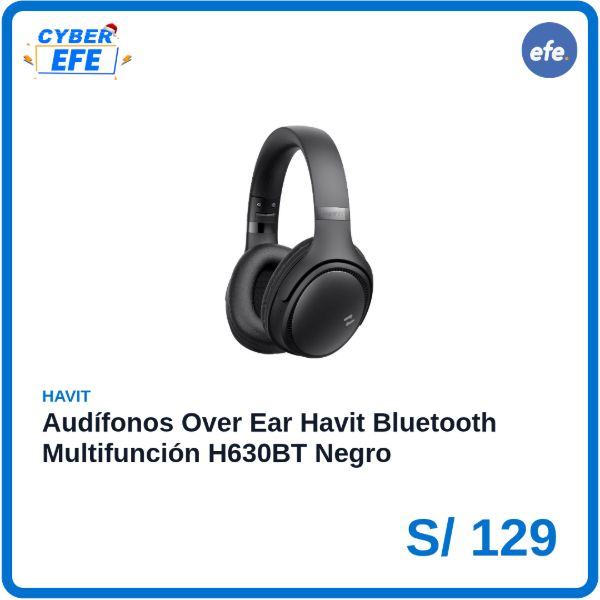 CYBER
EFE
efe.
HAVIT
Audífonos Over Ear Havit Bluetooth
Multifunción H630BT Negro
S/ 129